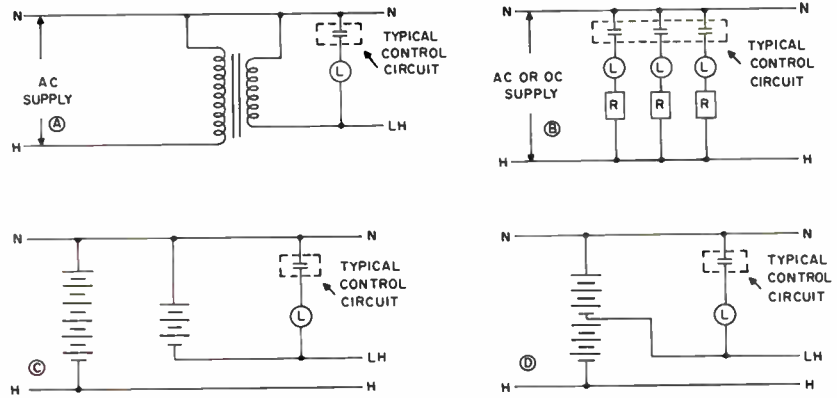 N
N
AC
SUPPLY
A
L
TYPICAL
CONTROL
CIRCUIT
LH
H
N
N
AC OR OC
SUPPLY
B
L
L
L
R
R
R
TYPICAL
CONTROL
CIRCUIT
H
H
N
N
TYPICAL
CONTROL
CIRCUIT
L
C
LH
H
H
N
N
TYPICAL
CONTROL
CIRCUIT
L
D
LH
H
H